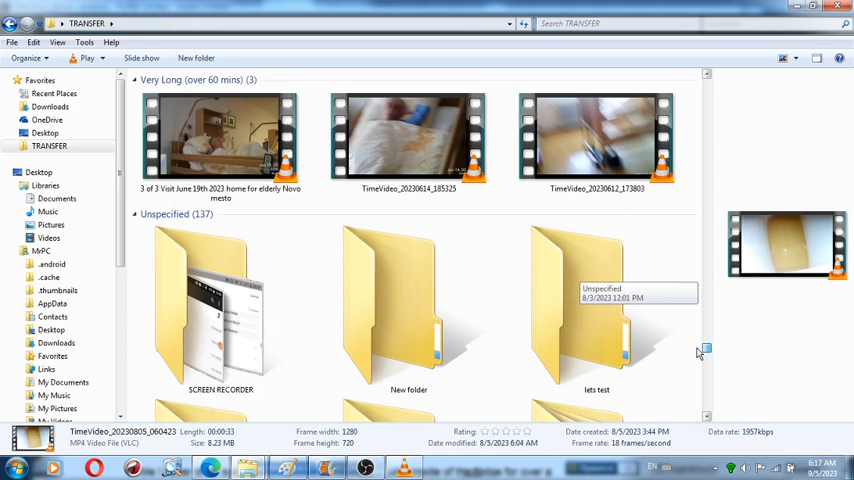 TRANSFER
Search TRANSFER
File Edit View Tools Help
Organize Play Slide show New folder
Favorites
Recent Places
Downloads
OneDrive
Desktop
TRANSFER
Desktop
Libraries
Documents
Music
Pictures
Videos
MrPC
.android
.cache
.thumbnails
AppData
Contacts
Desktop
Downloads
Favorites
Links
My Documents
My Music
My Pictures
My Videos
Very Long (over 60 mins) (3)
3 of 3 Visit June 19th 2023 home for elderly Novo mesto
TimeVideo_20230614_185325
TimeVideo_20230612_173803
Unspecified (137)
Unspecified
8/3/2023 12:01 PM
SCREEN RECORDER
New folder
lets test
TimeVideo_20230805_060423 Length: 00:00:33 Frame width: 1280 Rating: Date created: 8/5/2023 3:44 PM Data rate: 1957kbps
MP4 Video File (VLC) Size: 8.23 MB Frame height: 720 Date modified: 8/5/2023 6:04 AM Frame rate: 18 frames/second
EN
6:17 AM
9/5/2023